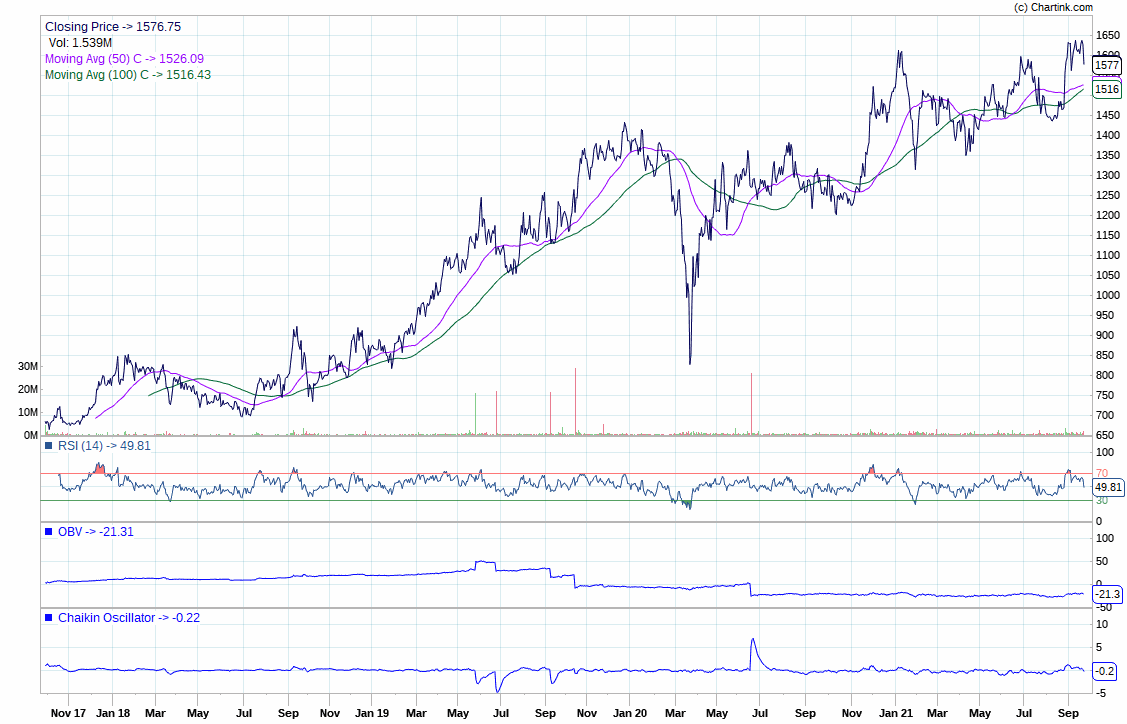 (c) Chartink.com
Closing Price -> 1576.75
Vol: 1.539M
Moving Avg (50) C -> 1526.09
Moving Avg (100) C -> 1516.43
1650
1600
1577
1516
1450
1400
1350
1300
1250
1200
1150
1100
1050
1000
950
900
850
800
750
700
650
30M
20M
10M
0M
RSI (14) -> 49.81
100
70
49.81
30
0
OBV -> -21.31
100
50
0
-21.3
-50
Chaikin Oscillator -> -0.22
10
5
-0.2
-5
Nov 17 Jan 18 Mar May Jul Sep Nov Jan 19 Mar May Jul Sep Nov Jan 20 Mar May Jul Sep Nov Jan 21 Mar May Jul Sep